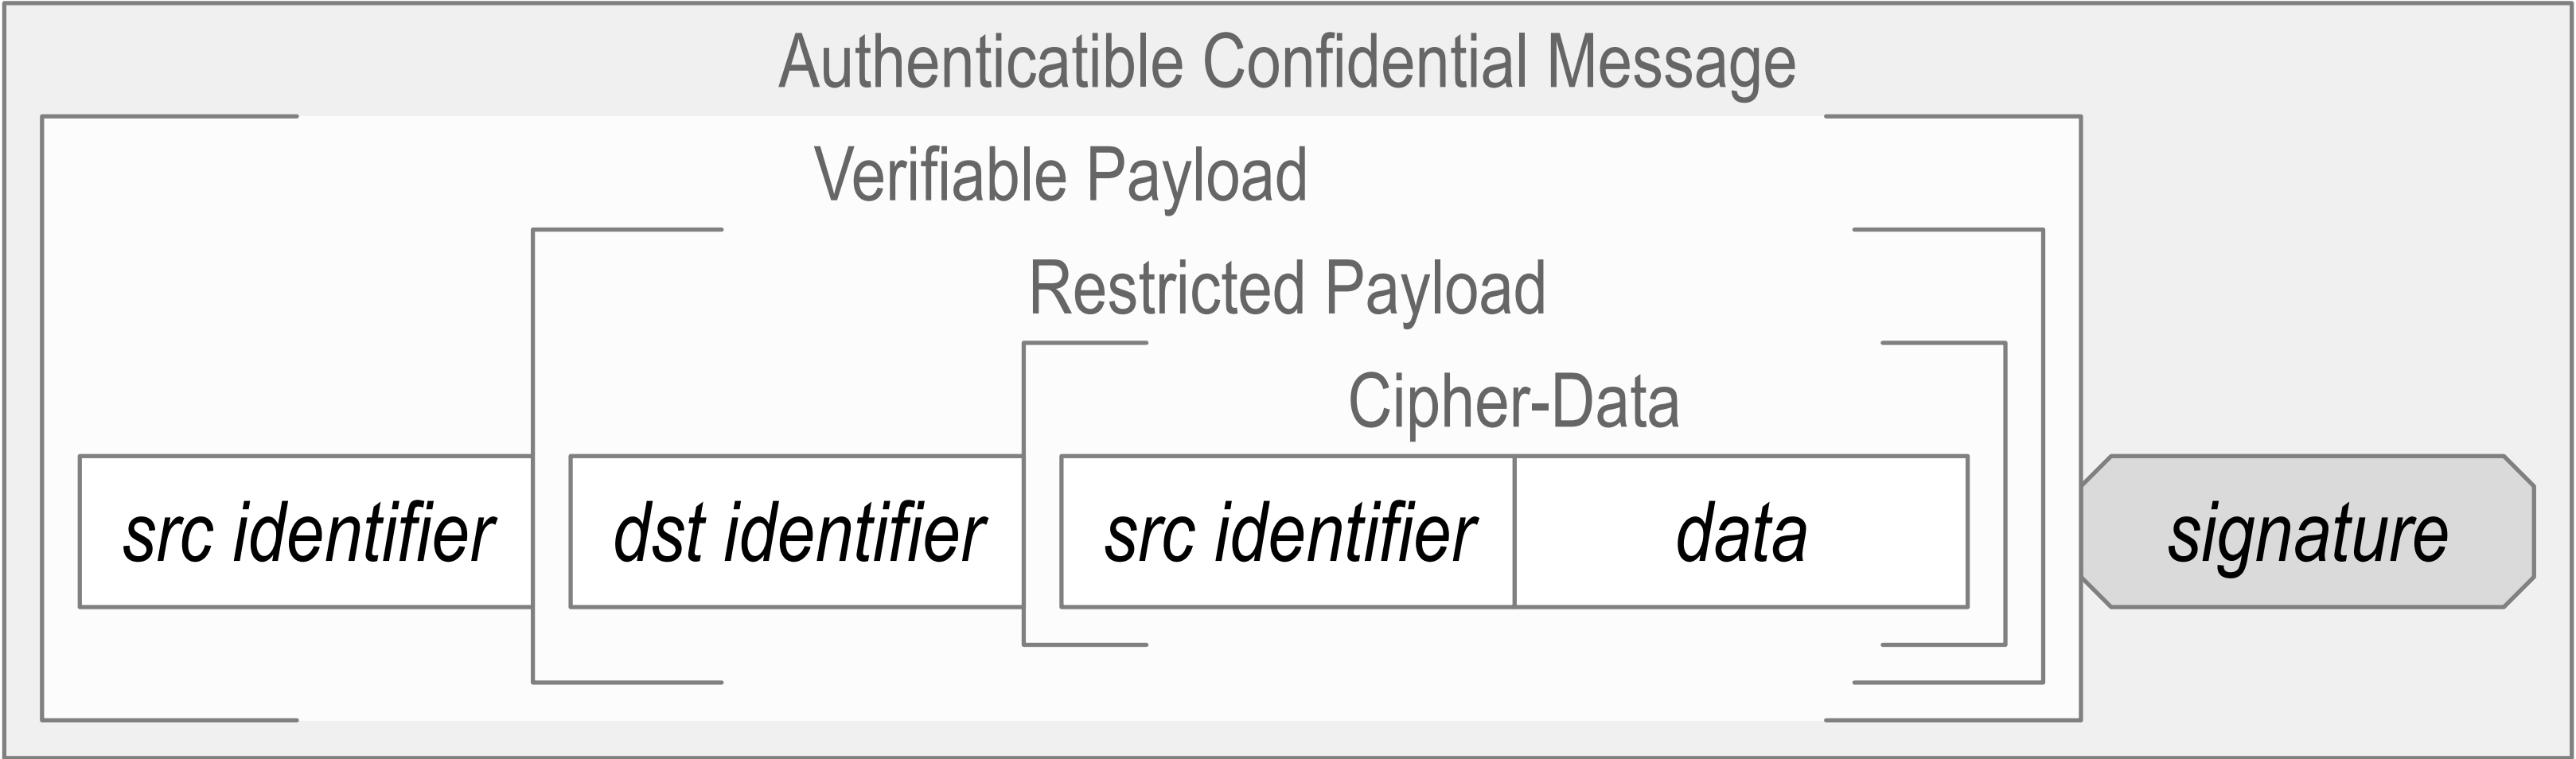 Authenticatible Confidential Message
Verifiable Payload
Restricted Payload
Cipher-Data
src identifier
dst identifier
src identifier
data
signature